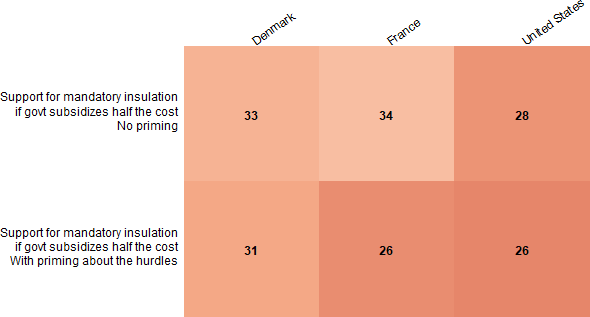 Denmark
France
United States
Support for mandatory insulation
if govt subsidizes half the cost
No priming
33 34 28
Support for mandatory insulation
if govt subsidizes half the cost
With priming about the hurdles
31 26 26